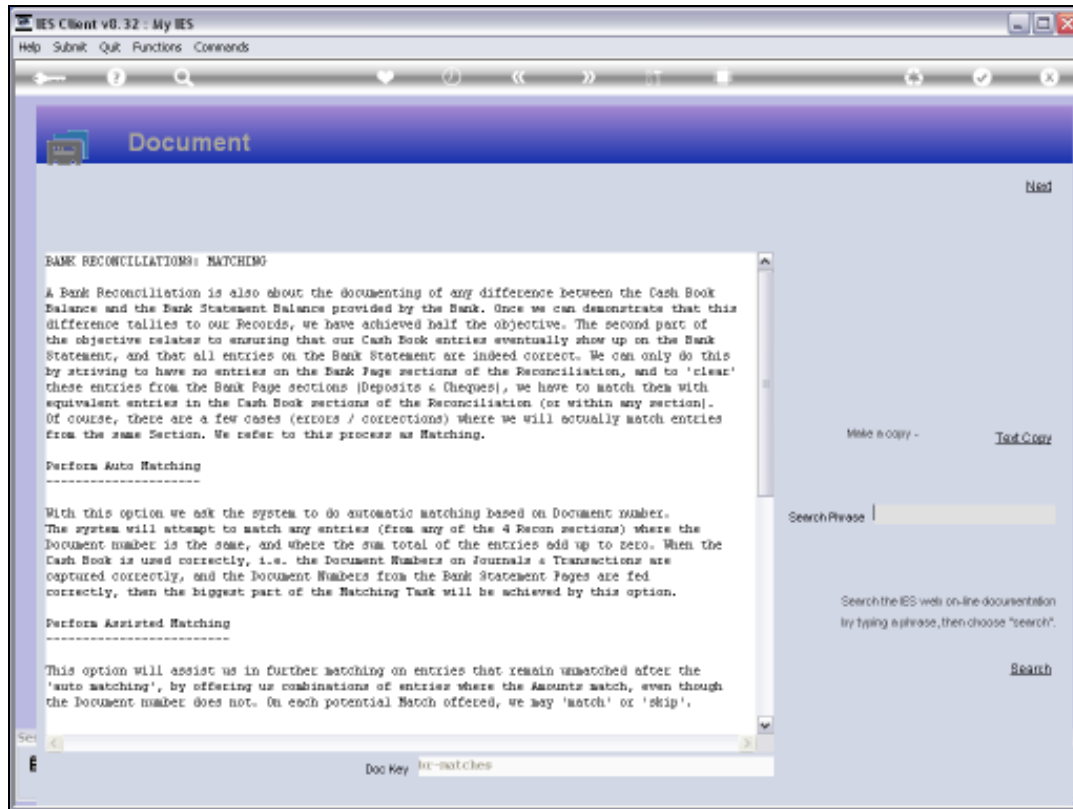 IES Client v8.32 : My IES
Help Submit Quit Functions Commands
Document
Next
BANK RECONCILIATIONS: MATCHING
A Bank Reconciliation is also about the documenting of any difference between the Cash Book
Balance and the Bank Statement Balance provided by the Bank. Once we can demonstrate that this
difference tallies to our Records, we have achieved half the objective. The second part of
the objective relates to ensuring that our Cash Book entries eventually show up on the Bank
Statement, and that all entries on the Bank Statement are indeed correct. We can only do this
by striving to have no entries on the Bank Page sections of the Reconciliation, and to 'clear'
these entries from the Bank Page sections (Deposits & Cheques), we have to match them with
equivalent entries in the Cash Book sections of the Reconciliation (or within any section).
Of course, there are a few cases (errors / corrections) where we will actually match entries
from the same Section. We refer to this process as Matching.
Make a copy -
Text Copy
Perform Auto Matching
---------------------
With this option we ask the system to do automatic matching based on Document number.
The system will attempt to match any entries (from any of the 4 Recon sections) where the
Document number is the same, and where the sum total of the entries add up to zero. When the
Cash Book is used correctly, i.e. the Document Numbers on Journals & Transactions are
captured correctly, and the Document Numbers from the Bank Statement Pages are fed
correctly, then the biggest part of the Matching Task will be achieved by this option.
Search Phrase
Search the IES web on-line documentation
by typing a phrase, then choose "search".
Perform Assisted Matching
-------------------------
This option will assist us in further matching on entries that remain unmatched after the
'auto matching', by offering us combinations of entries where the Amounts match, even though
the Document number does not. On each potential Match offered, we may 'match' or 'skip'.
Search
Doc Key br-matches